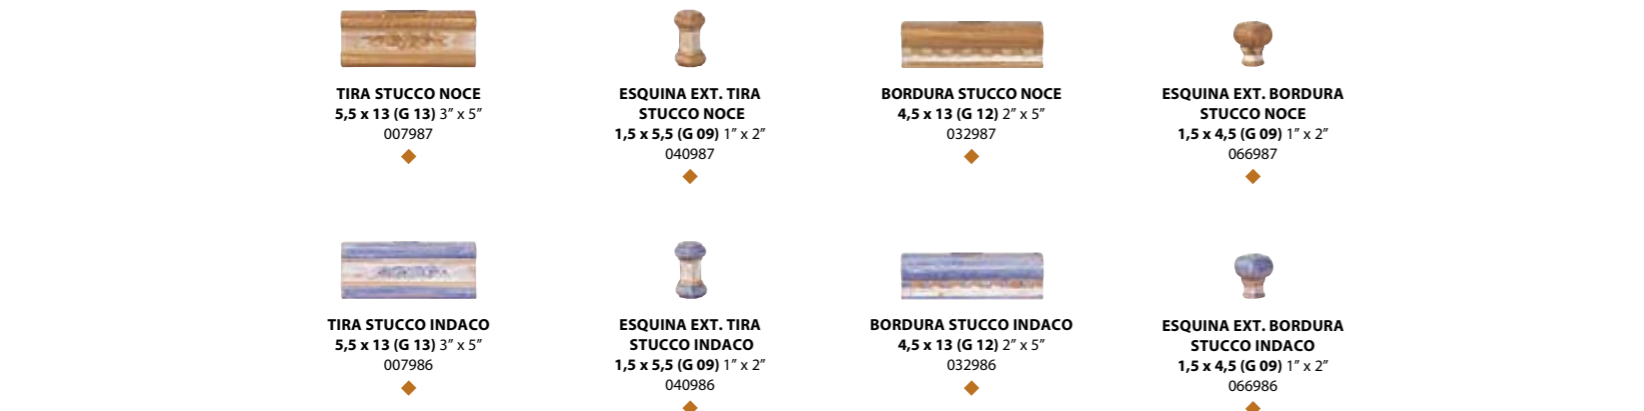 TIRA STUCCO NOCE
5,5 x 13 (G 13) 3” x 5”
007987
ESQUINA EXT. TIRA
STUCCO NOCE
1,5 x 5,5 (G 09) 1” x 2”
040987
BORDURA STUCCO NOCE
4,5 x 13 (G 12) 2” x 5”
032987
ESQUINA EXT. BORDURA
STUCCO NOCE
1,5 x 4,5 (G 09) 1” x 2”
066987
TIRA STUCCO INDACO
5,5 x 13 (G 13) 3” x 5”
007986
ESQUINA EXT. TIRA
STUCCO INDACO
1,5 x 5,5 (G 09) 1” x 2”
040986
BORDURA STUCCO INDACO
4,5 x 13 (G 12) 2” x 5”
032986
ESQUINA EXT. BORDURA
STUCCO INDACO
1,5 x 4,5 (G 09) 1” x 2”
066986